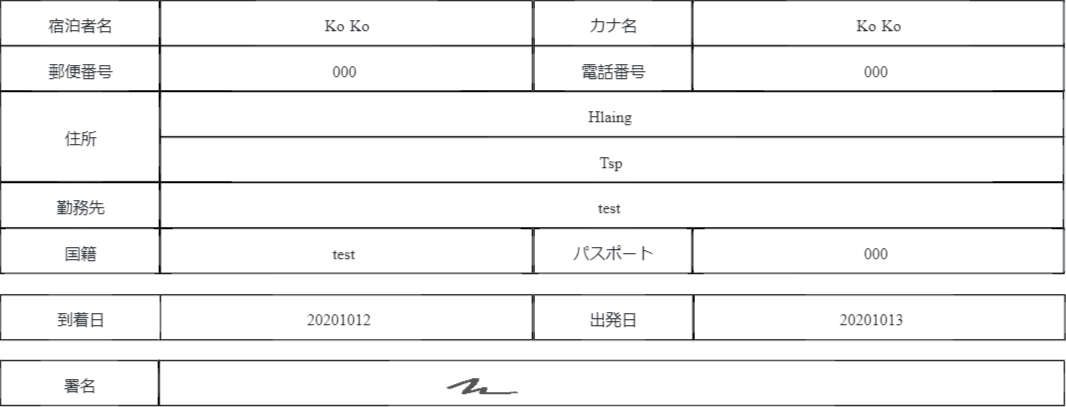 宿泊者名 Ko Ko カナ名 Ko Ko
郵便番号 000 電話番号 000
住所 Hlaing
Tsp
勤務先 test
国籍 test パスポート 000
到着日 20201012 出発日 20201013
署名